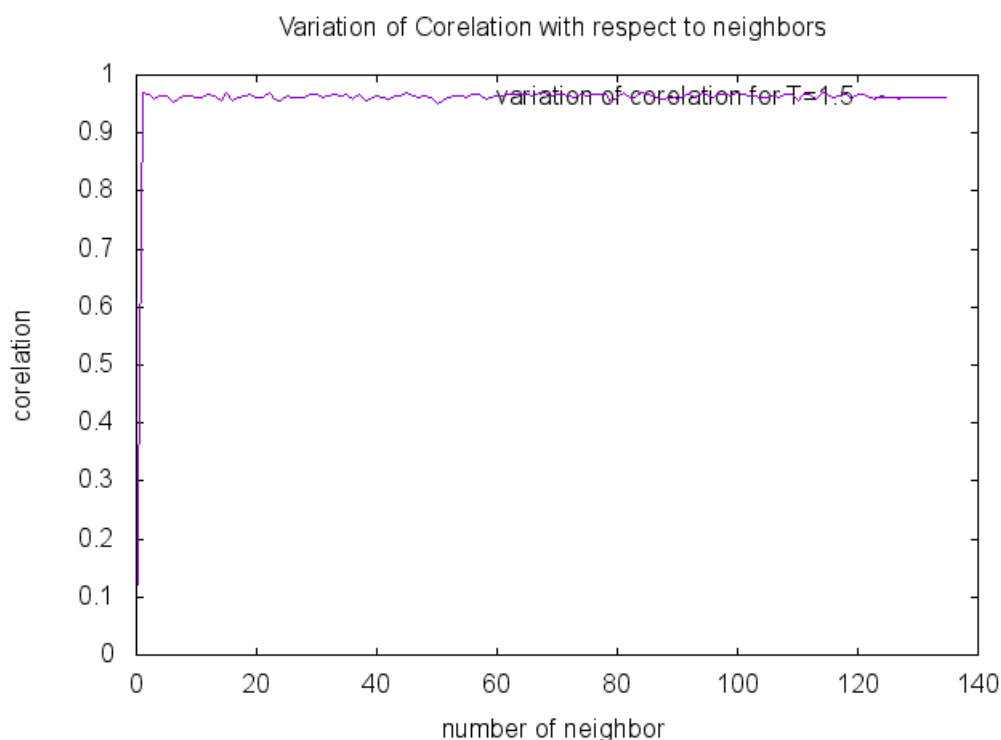 Variation of Corelation with respect to neighbors
1
variation of corelation for T=1.5
0.9
0.8
0.7
0.6
0.5
corelation
0.4
0.3
0.2
0.1
0
0 20 40 60 80 100 120 140
number of neighbor